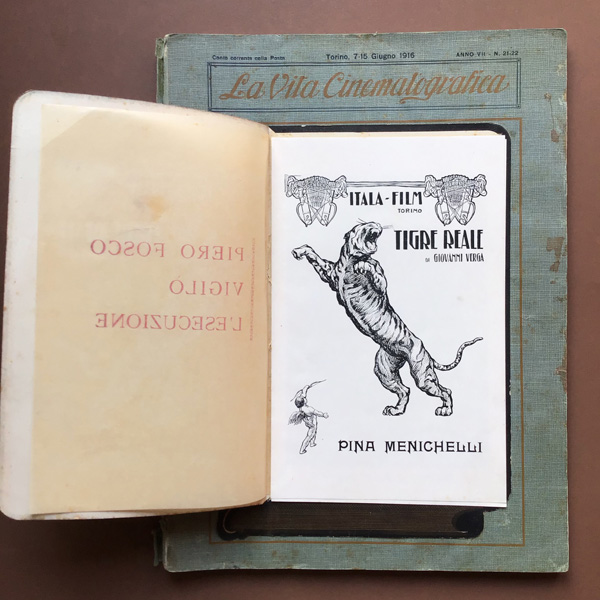 Conto corrente colla Posta
Torino, 7-15 Giugno 1916
ANNO VII - N. 21-22
La Vita Cinematografica
PIERO FOSCO
VIGILÒ
L'ESECUZIONE
ITALA-FILM
TORINO
TIGRE REALE
DI GIOVANNI VERGA
PINA MENICHELLI